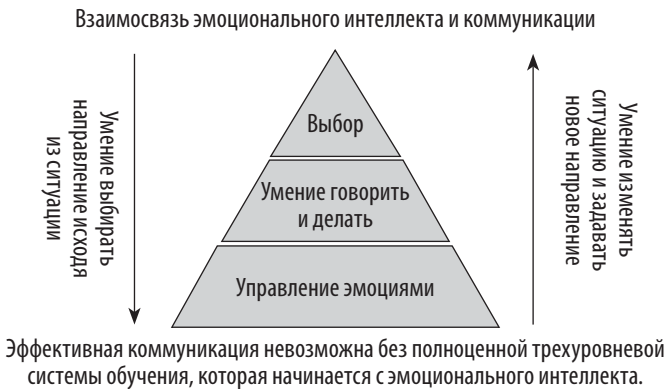 Взаимосвязь эмоционального интеллекта и коммуникации
Умение выбирать
направление исходя
из ситуации
Выбор
Умение говорить
и делать
Управление эмоциями
Умение изменять
ситуацию и задавать
новое направление
Эффективная коммуникация невозможна без полноценной трехуровневой
системы обучения, которая начинается с эмоционального интеллекта.